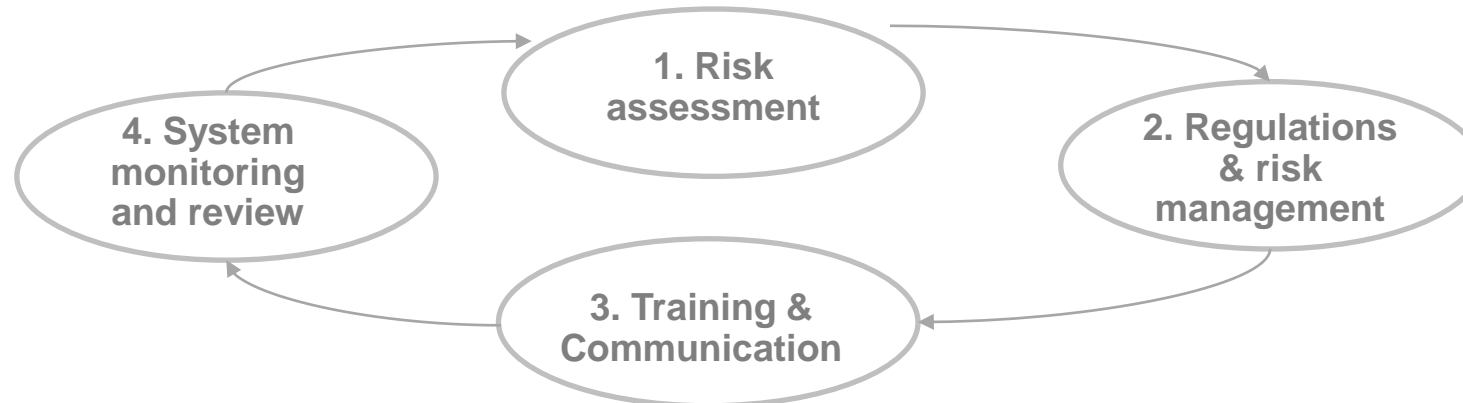 1. Risk
assessment
2. Regulations
& risk
management
3. Training &
Communication
4. System
monitoring
and review